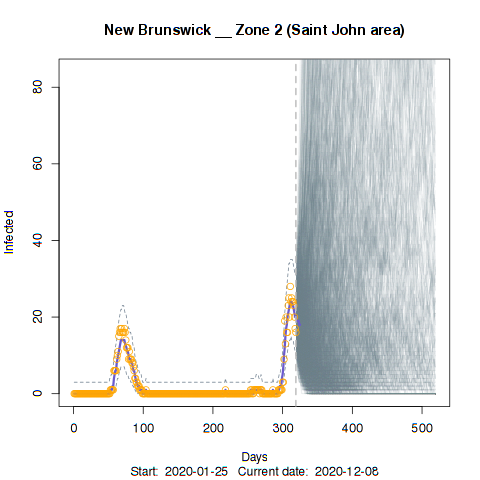 New Brunswick __ Zone 2 (Saint John area)
80
60
40
20
0
Infected
0 100 200 300 400 500
Days
Start: 2020-01-25 Current date: 2020-12-08